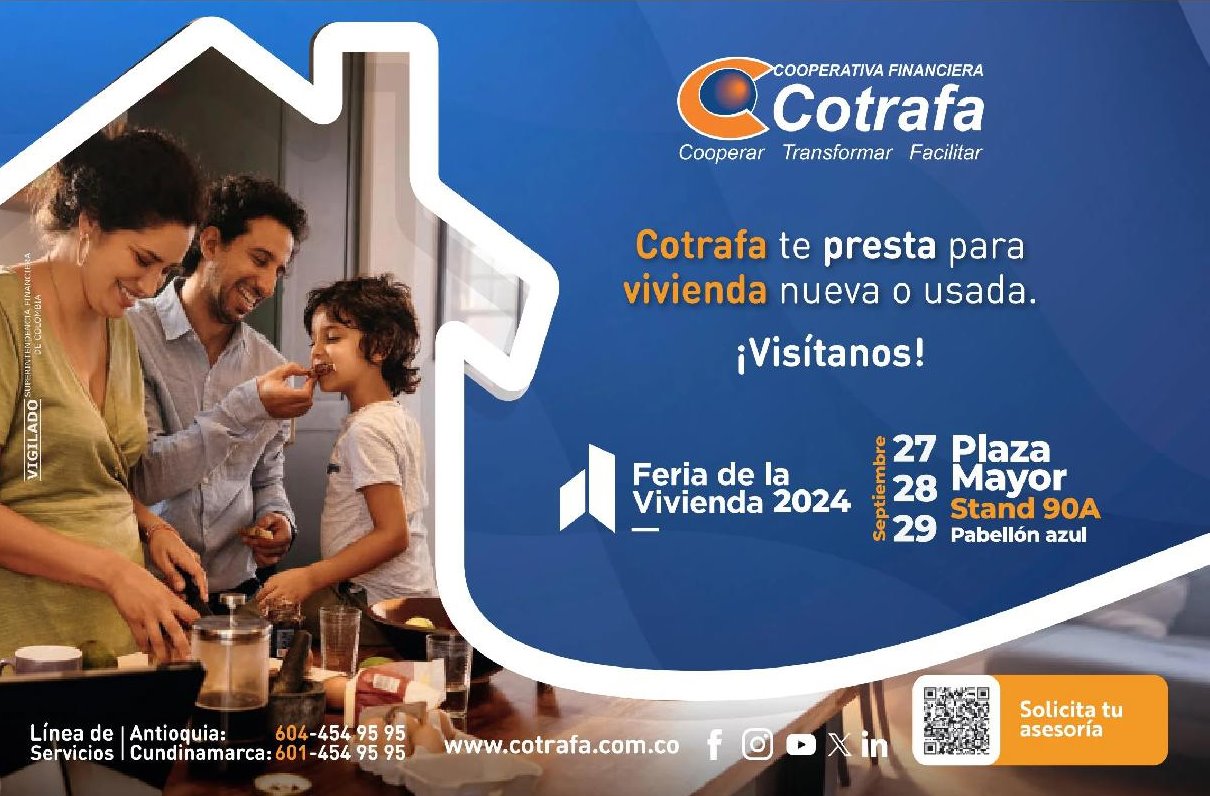 COOPERATIVA FINANCIERA
Cotrafa
Cooperar Transformar Facilitar
Cotrafa te presta para
vivienda nueva o usada.
¡Visítanos!
Feria de la
Vivienda 2024
Septiembre
27
28
29
Plaza
Mayor
Stand 90A
Pabellón azul
VIGILADO
SUPERINTENDENCIA FINANCIERA
DE COLOMBIA
Línea de
Servicios
Antioquia: 604-454 95 95
Cundinamarca: 601-454 95 95
www.cotrafa.com.co
Solicita tu
asesoría